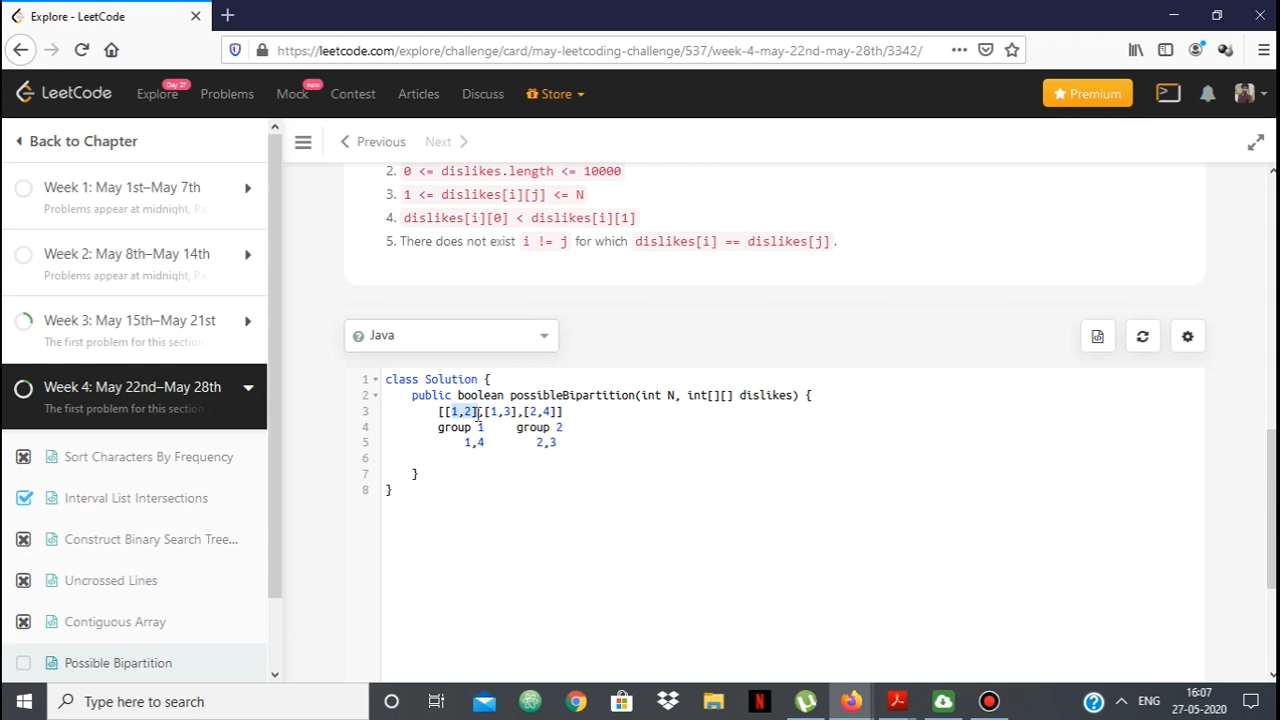 Explore - LeetCode
https://leetcode.com/explore/challenge/card/may-leetcoding-challenge/537/week-4-may-22nd-may-28th/3342/
LeetCode
Explore
Day 27
Problems
Mock
new
Contest
Articles
Discuss
Store
Premium
Back to Chapter
Previous
Next
Week 1: May 1st–May 7th
Problems appear at midnight, Pa
Week 2: May 8th–May 14th
Problems appear at midnight, Pa
Week 3: May 15th–May 21st
The first problem for this section
Week 4: May 22nd–May 28th
The first problem for this section
Sort Characters By Frequency
Interval List Intersections
Construct Binary Search Tree...
Uncrossed Lines
Contiguous Array
Possible Bipartition
2. 0 <= dislikes.length <= 10000
3. 1 <= dislikes[i][j] <= N
4. dislikes[i][0] < dislikes[i][1]
5. There does not exist i != j for which dislikes[i] == dislikes[j].
Java
1 class Solution {
2 public boolean possibleBipartition(int N, int[][] dislikes) {
3 [[1,2],[1,3],[2,4]]
4 group 1 group 2
5 1,4 2,3
6
7 }
8 }
Type here to search
ENG
16:07
27-05-2020